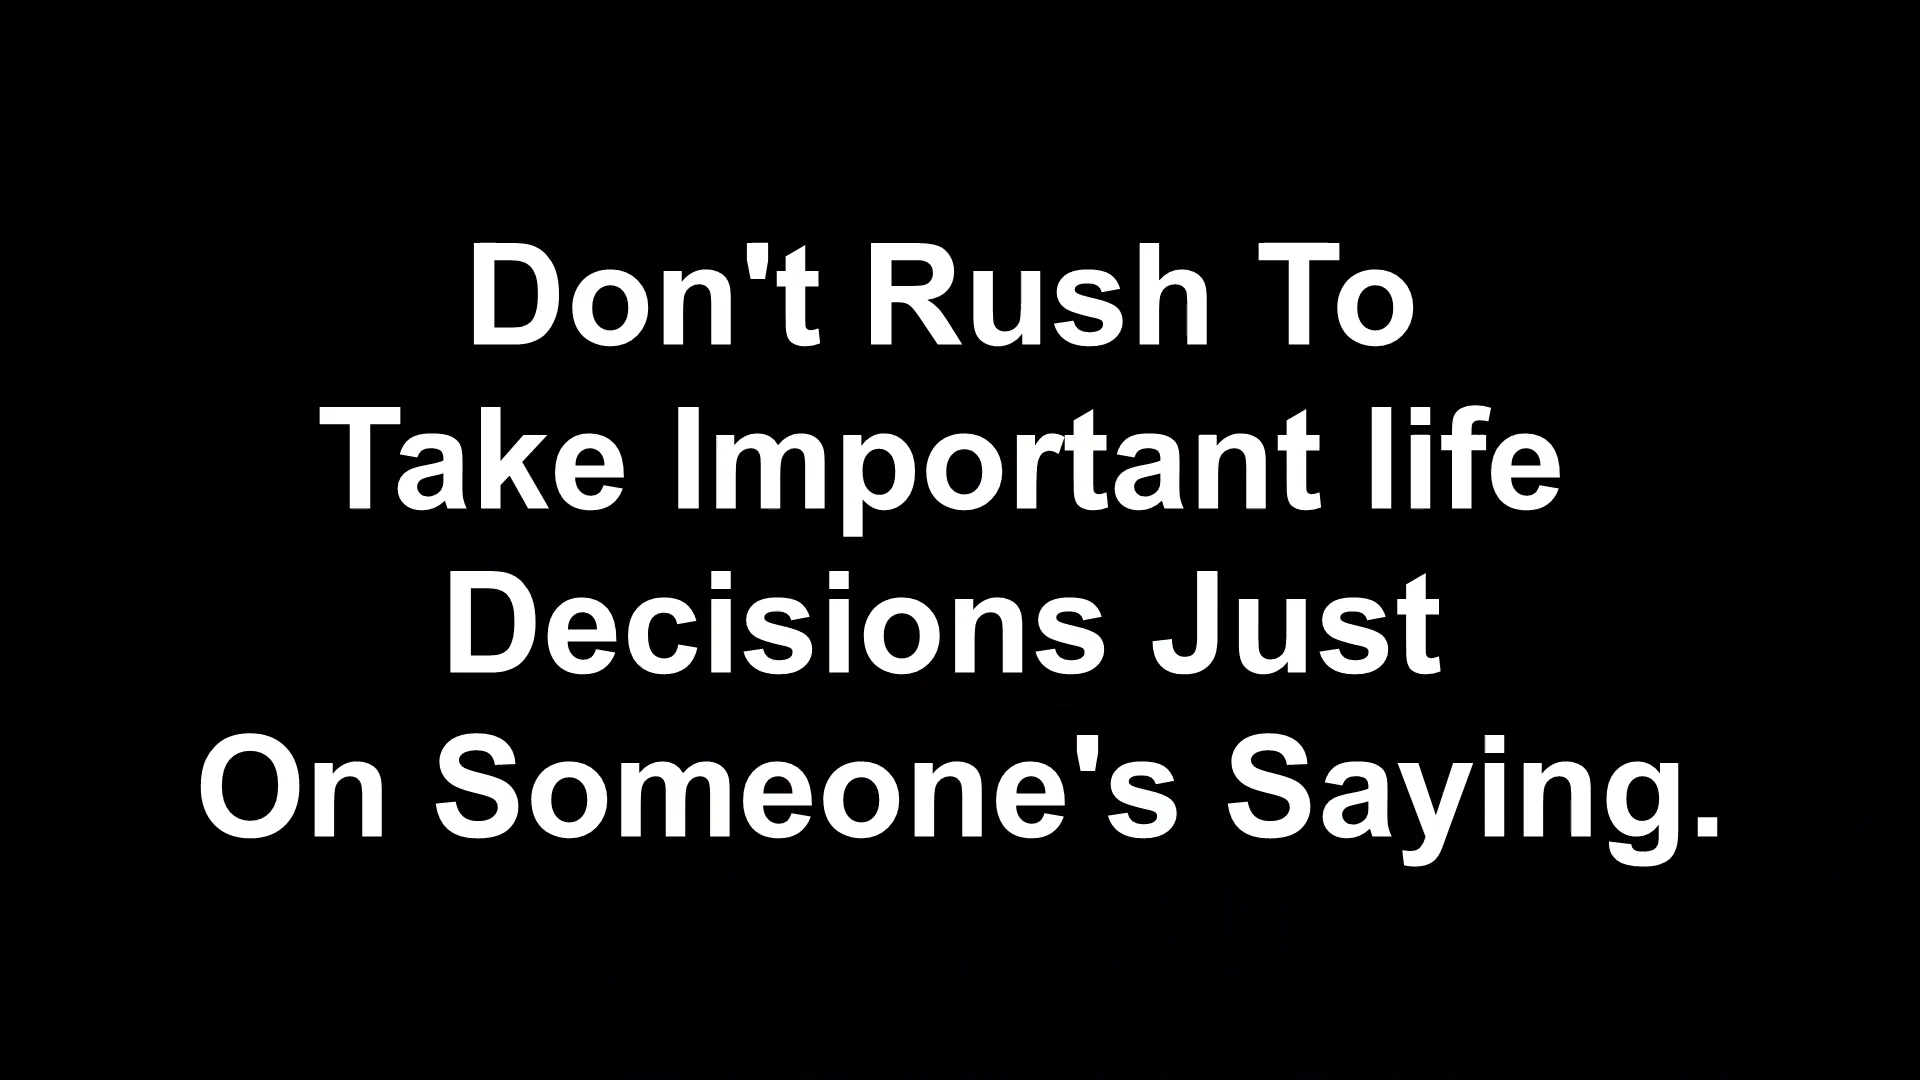 Don't Rush To
Take Important life
Decisions Just
On Someone's Saying.